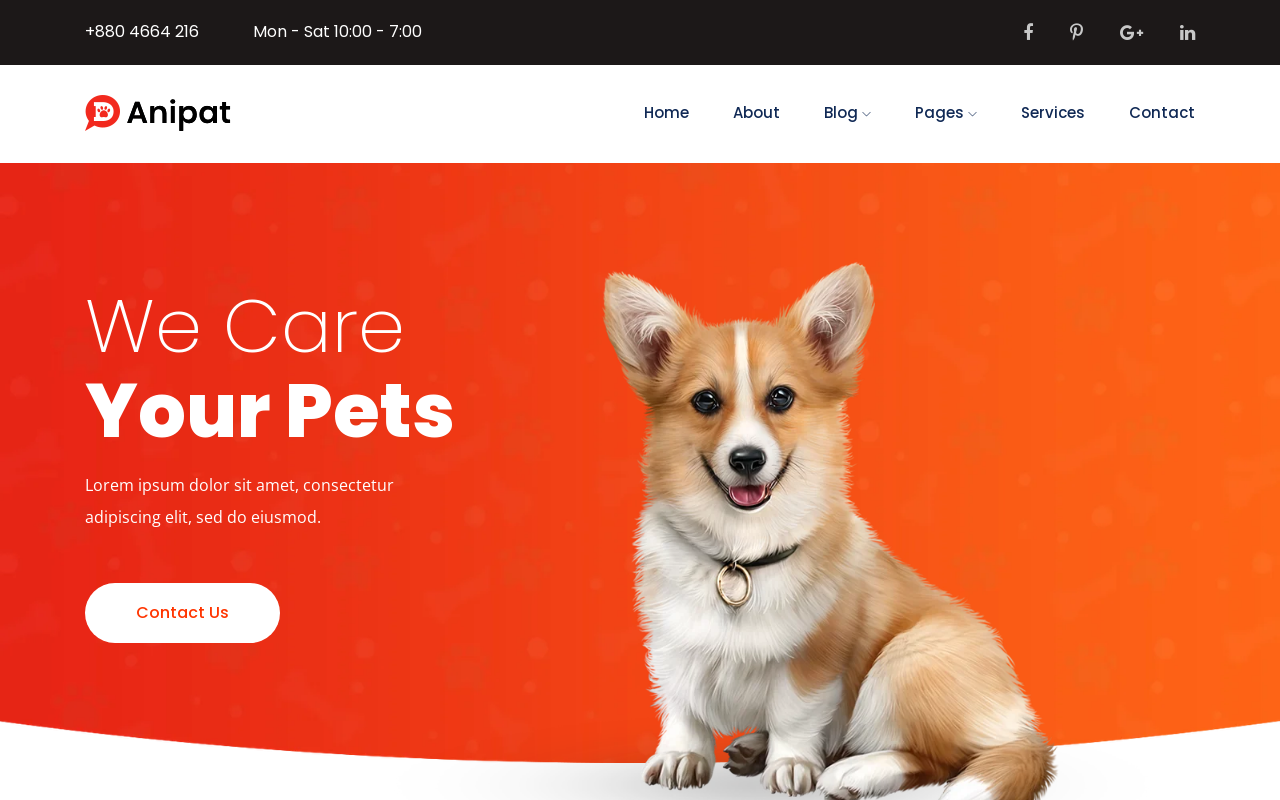 +880 4664 216 Mon - Sat 10:00 - 7:00
Anipat
Home About Blog Pages Services Contact
We Care
Your Pets
Lorem ipsum dolor sit amet, consectetur
adipiscing elit, sed do eiusmod.
Contact Us